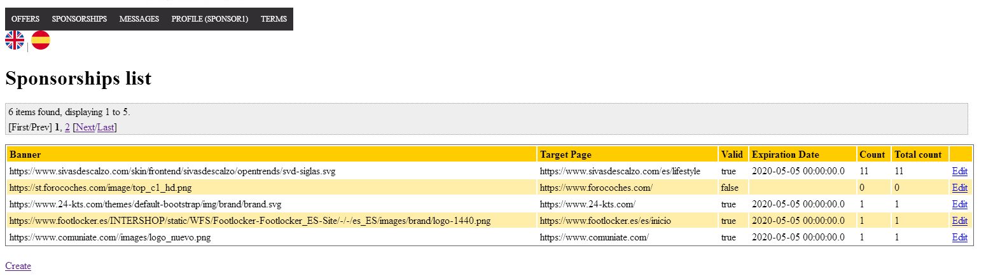 OFFERS SPONSORSHIPS MESSAGES PROFILE (SPONSOR1) TERMS
|
Sponsorships list
6 items found, displaying 1 to 5.
[First/Prev] 1, 2 [Next/Last]
Banner Target Page Valid Expiration Date Count Total count
https://www.sivasdescalzo.com/skin/frontend/sivasdescalzo/opentrends/svd-siglas.svg https://www.sivasdescalzo.com/es/lifestyle true 2020-05-05 00:00:00.0 11 11 Edit
https://st.forocoches.com/image/top_c1_hd.png https://www.forocoches.com/ false 0 0 Edit
https://www.24-kts.com/themes/default-bootstrap/img/brand/brand.svg https://www.24-kts.com/ true 2020-05-05 00:00:00.0 1 1 Edit
https://www.footlocker.es/INTERSHOP/static/WFS/Footlocker-Footlocker_ES-Site/-/-/es_ES/images/brand/logo-1440.png https://www.footlocker.es/es/inicio true 2020-05-05 00:00:00.0 1 1 Edit
https://www.comuniate.com//images/logo_nuevo.png https://www.comuniate.com/ true 2020-05-05 00:00:00.0 1 1 Edit
Create